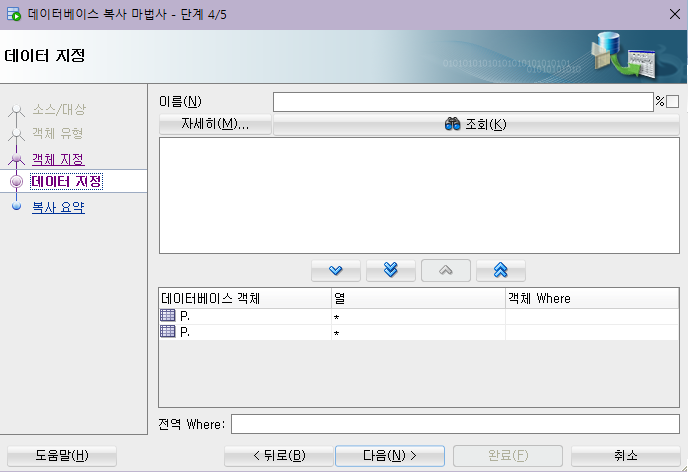 데이터베이스 복사 마법사 - 단계 4/5
데이터 지정
0101010101010101010101010101
01010101010
소스/대상
객체 유형
객체 지정
데이터 지정
복사 요약
이름(N)
%
자세히(M)...
조회(K)
데이터베이스 객체 열 객체 Where
P. *
P. *
전역 Where:
도움말(H)
< 뒤로(B)
다음(N) >
완료(F)
취소